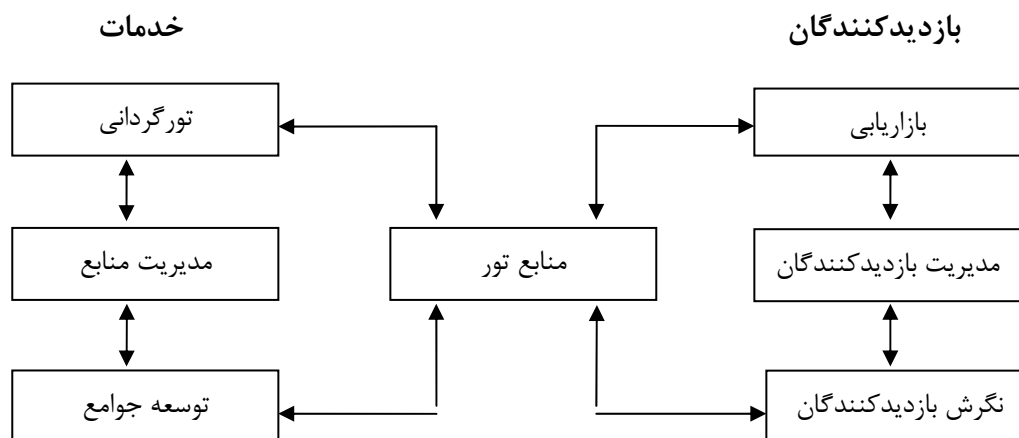 بازدیدکنندگان
خدمات
بازاریابی
تورگردانی
مدیریت بازدیدکنندگان
منابع تور
مدیریت منابع
نگرش بازدیدکنندگان
توسعه جوامع